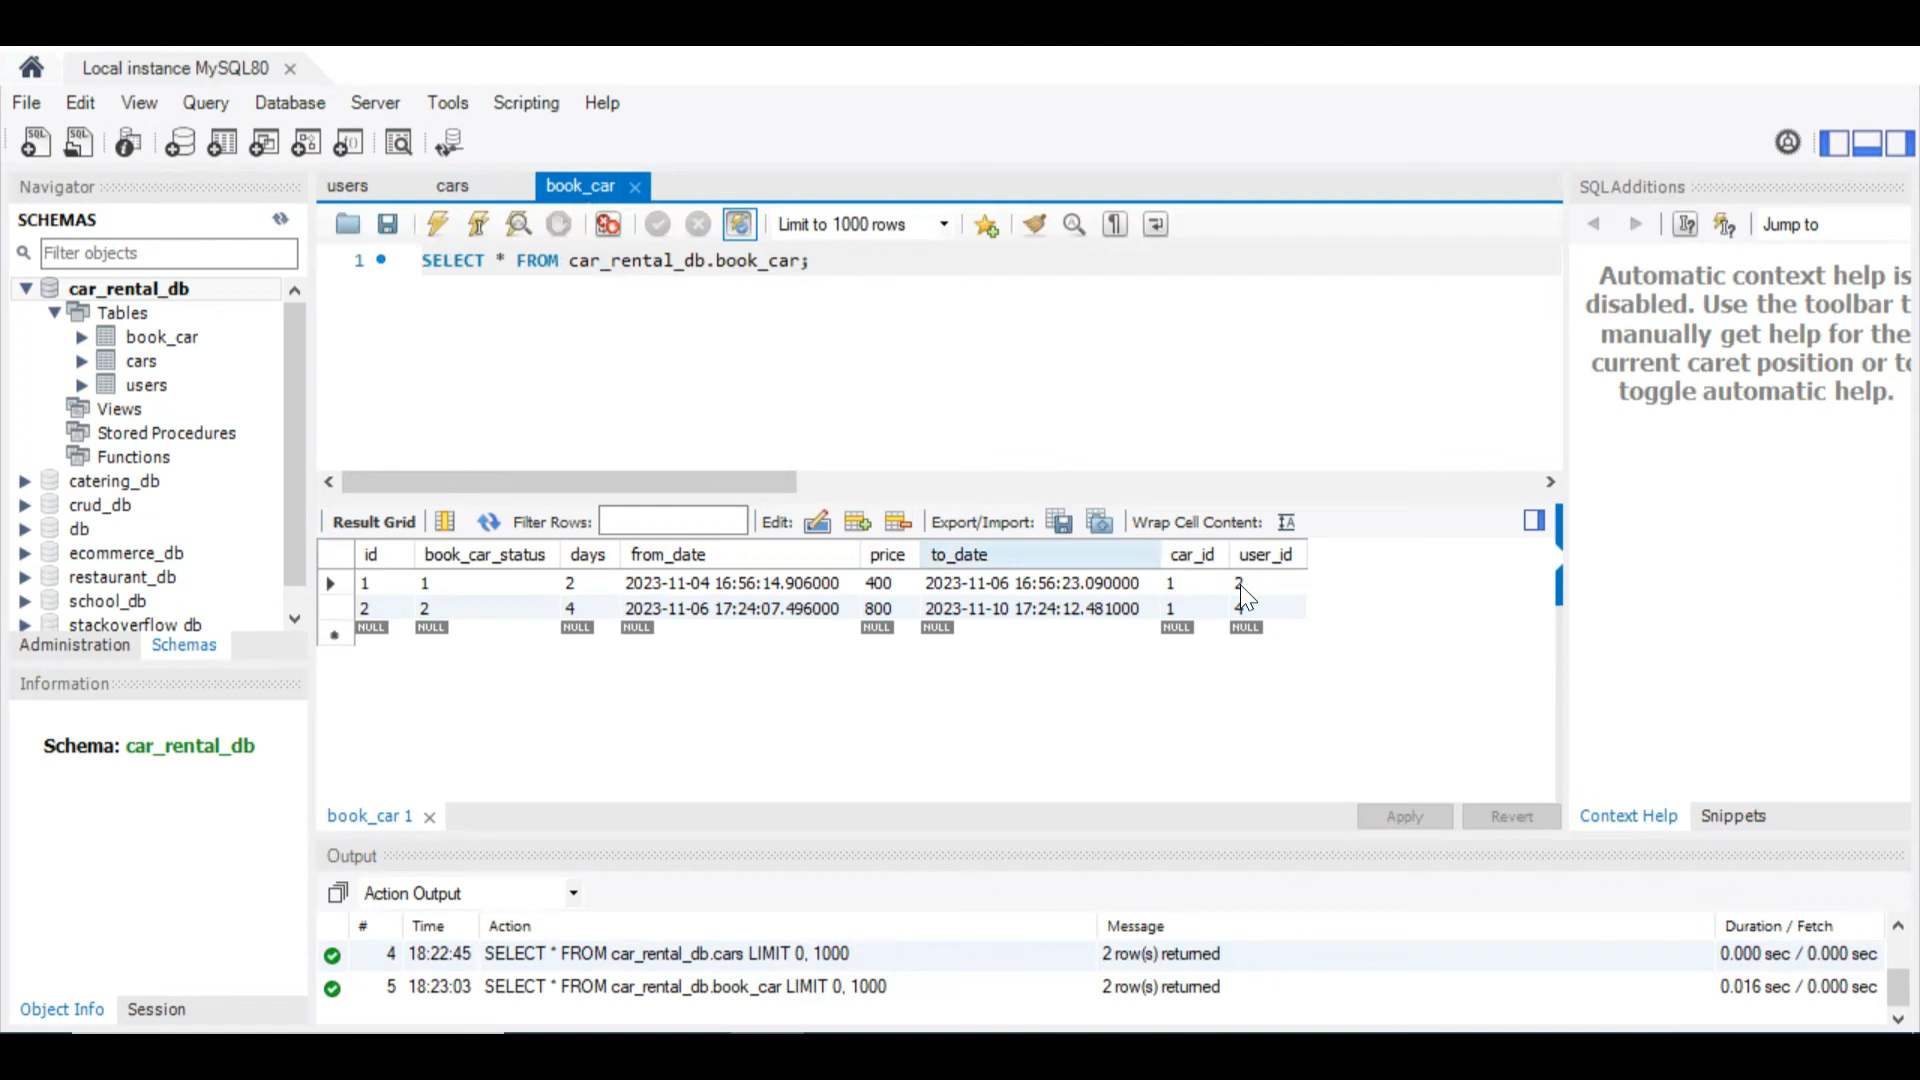 Local instance MySQL80
File Edit View Query Database Server Tools Scripting Help
Navigator
SCHEMAS
Filter objects
car_rental_db
Tables
book_car
cars
users
Views
Stored Procedures
Functions
catering_db
crud_db
db
ecommerce_db
restaurant_db
school_db
stackoverflow_db
Administration Schemas
Information
Schema: car_rental_db
Object Info Session
users cars book_car
Limit to 1000 rows
1 SELECT * FROM car_rental_db.book_car;
Result Grid Filter Rows: Edit: Export/Import: Wrap Cell Content:
id book_car_status days from_date price to_date car_id user_id
1 1 2 2023-11-04 16:56:14.906000 400 2023-11-06 16:56:23.090000 1 2
2 2 4 2023-11-06 17:24:07.496000 800 2023-11-10 17:24:12.481000 1 4
NULL NULL NULL NULL NULL NULL NULL NULL
book_car 1
Apply Revert
Output
Action Output
# Time Action Message Duration / Fetch
4 18:22:45 SELECT * FROM car_rental_db.cars LIMIT 0, 1000 2 row(s) returned 0.000 sec / 0.000 sec
5 18:23:03 SELECT * FROM car_rental_db.book_car LIMIT 0, 1000 2 row(s) returned 0.016 sec / 0.000 sec
SQLAdditions
Jump to
Automatic context help is
disabled. Use the toolbar t
manually get help for the
current caret position or to
toggle automatic help.
Context Help Snippets